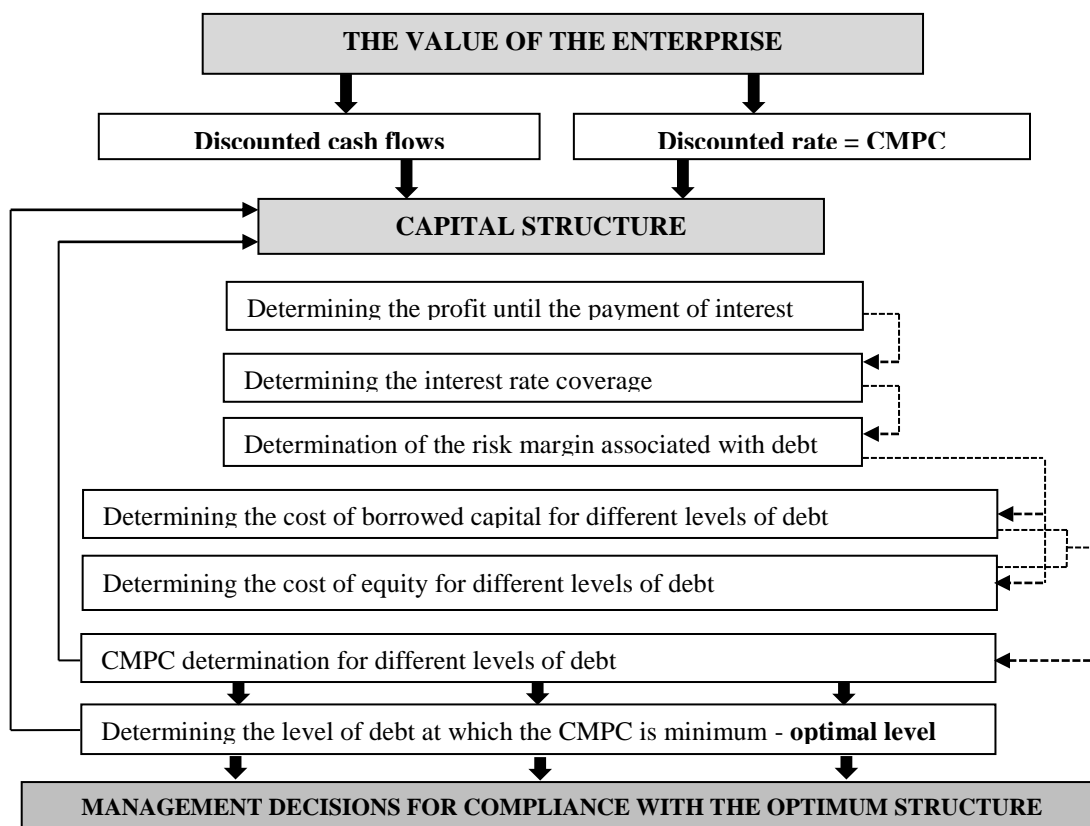 THE VALUE OF THE ENTERPRISE
Discounted cash flows
Discounted rate = CMPC
CAPITAL STRUCTURE
Determining the profit until the payment of interest
Determining the interest rate coverage
Determination of the risk margin associated with debt
Determining the cost of borrowed capital for different levels of debt
Determining the cost of equity for different levels of debt
CMPC determination for different levels of debt
Determining the level of debt at which the CMPC is minimum - optimal level
MANAGEMENT DECISIONS FOR COMPLIANCE WITH THE OPTIMUM STRUCTURE